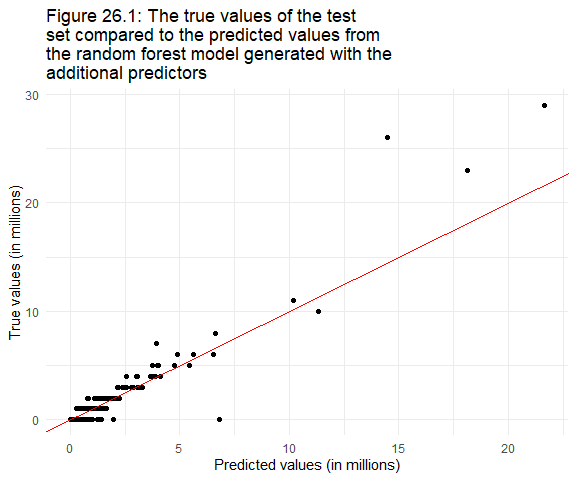 Figure 26.1: The true values of the test
set compared to the predicted values from
the random forest model generated with the
additional predictors
30
20
10
0
True values (in millions)
0
5
10
15
20
Predicted values (in millions)